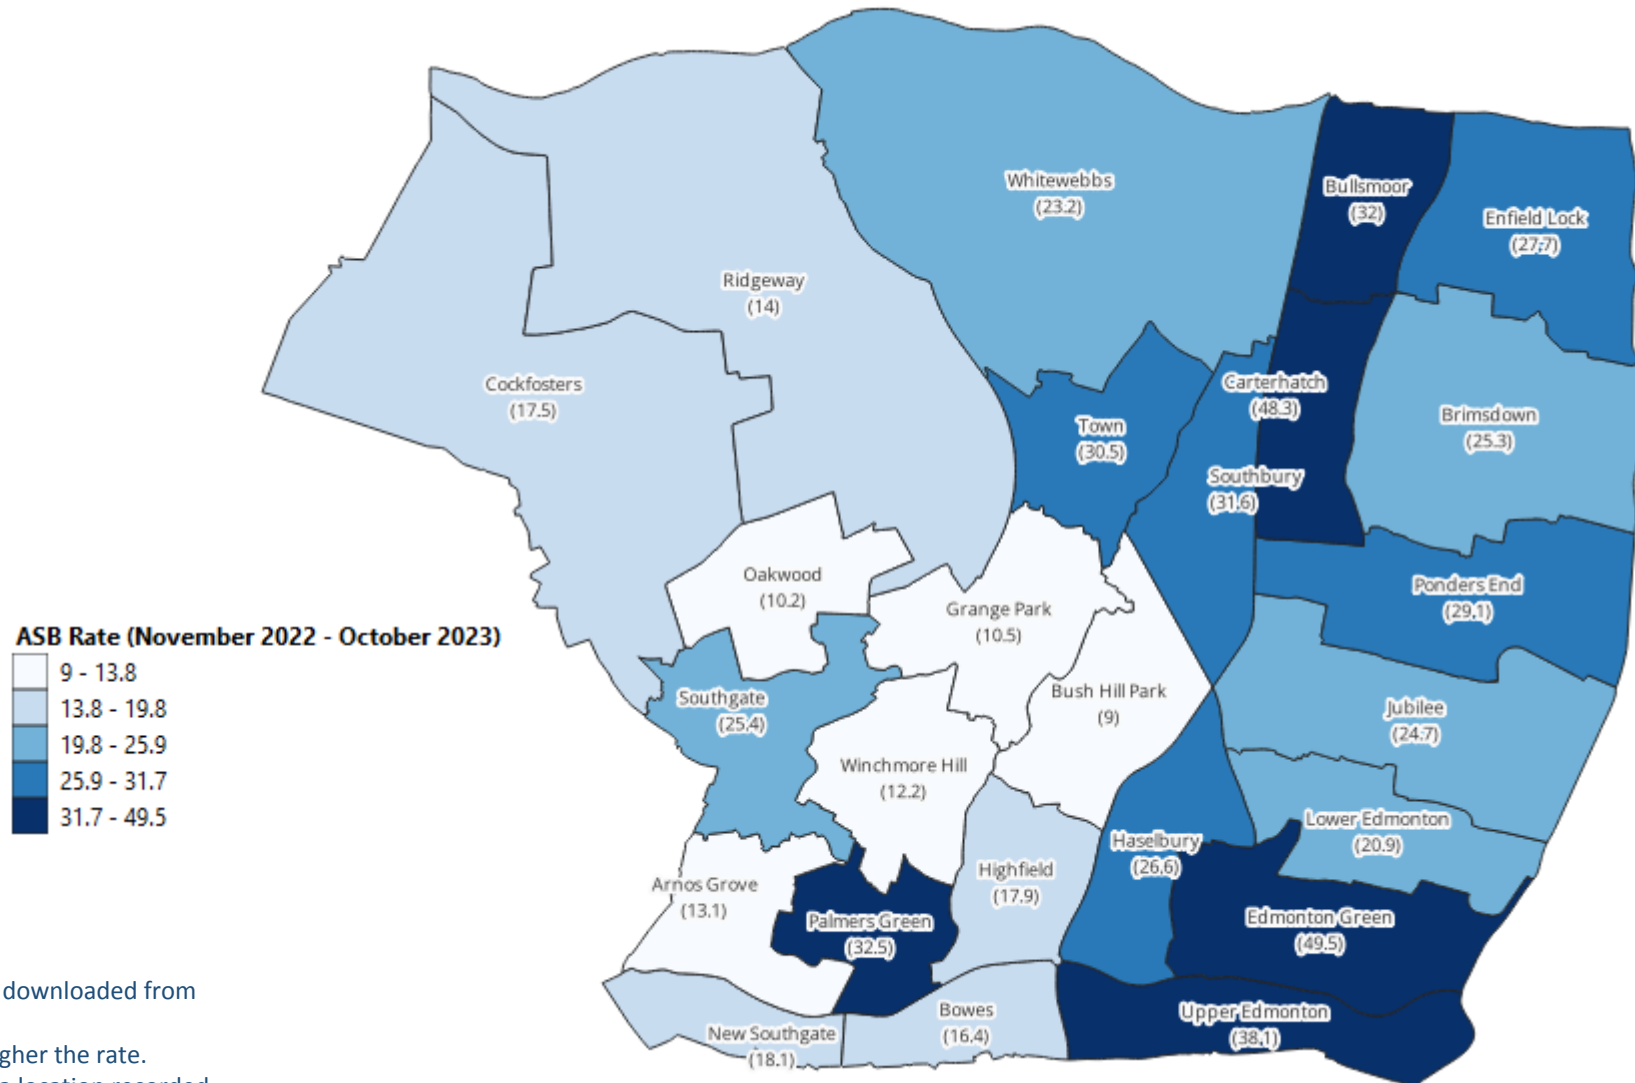 Whitewebbs
(23.2)
Bullsmoor
(32)
Enfield Lock
(27.7)
Ridgeway
(14)
Cockfosters
(17.5)
Carterhatch
(48.3)
Brimsdown
(25.3)
Town
(30.5)
Southbury
(31.6)
Oakwood
(10.2)
Grange Park
(10.5)
Ponders End
(29.1)
ASB Rate (November 2022 - October 2023)
9 - 13.8
13.8 - 19.8
19.8 - 25.9
25.9 - 31.7
31.7 - 49.5
Southgate
(25.4)
Bush Hill Park
(9)
Jubilee
(24.7)
Winchmore Hill
(12.2)
Lower Edmonton
(20.9)
Haselbury
(26.6)
Highfield
(17.9)
Arnos Grove
(13.1)
Palmers Green
(32.5)
Edmonton Green
(49.5)
Bowes
(16.4)
Upper Edmonton
(38.1)
New Southgate
(18.1)
downloaded from
gher the rate.
location recorded